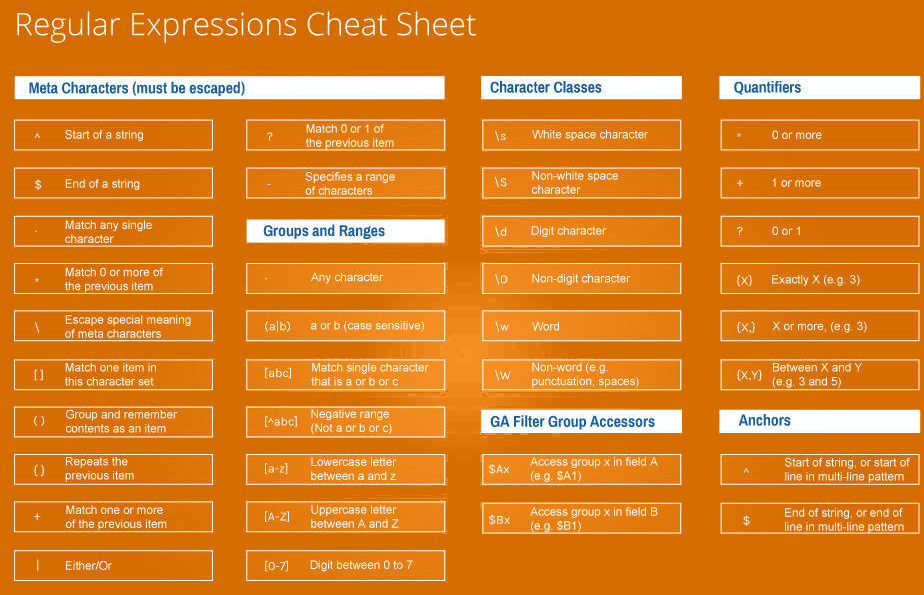 Regular Expressions Cheat Sheet
Meta Characters (must be escaped)
^ Start of a string
$ End of a string
. Match any single
character
* Match 0 or more of
the previous item
\ Escape special meaning
of meta characters
[ ] Match one item in
this character set
( ) Group and remember
contents as an item
{ } Repeats the
previous item
+ Match one or more
of the previous item
| Either/Or
? Match 0 or 1 of
the previous item
- Specifies a range
of characters
Groups and Ranges
. Any character
(a|b) a or b (case sensitive)
[abc] Match single character
that is a or b or c
[^abc] Negative range
(Not a or b or c)
[a-z] Lowercase letter
between a and z
[A-Z] Uppercase letter
between A and Z
[0-7] Digit between 0 to 7
Character Classes
\s White space character
\S Non-white space
character
\d Digit character
\D Non-digit character
\w Word
\W Non-word (e.g.
punctuation, spaces)
GA Filter Group Accessors
$Ax Access group x in field A
(e.g. $A1)
$Bx Access group x in field B
(e.g. $B1)
Quantifiers
* 0 or more
+ 1 or more
? 0 or 1
{X} Exactly X (e.g. 3)
{X,} X or more, (e.g. 3)
{X,Y} Between X and Y
(e.g. 3 and 5)
Anchors
^ Start of string, or start of
line in multi-line pattern
$ End of string, or end of
line in multi-line pattern